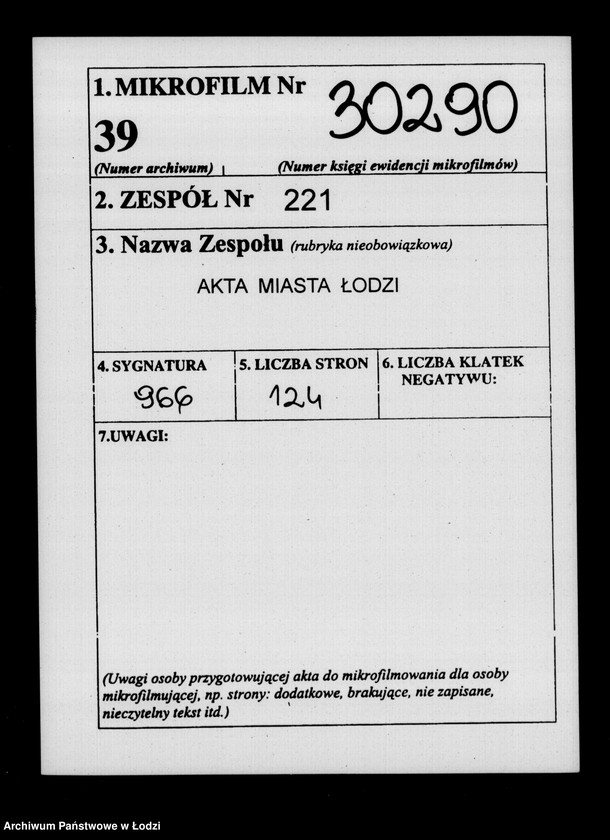 1. MIKROFILM Nr 30290
39
(Numer archiwum) (Numer księgi ewidencji mikrofilmów)
2. ZESPÓŁ Nr 221
3. Nazwa Zespołu (rubryka nieobowiązkowa)
AKTA MIASTA ŁODZI
4. SYGNATURA 5. LICZBA STRON 6. LICZBA KLATEK
NEGATYWU:
966 124
7.UWAGI:
(Uwagi osoby przygotowującej akta do mikrofilmowania dla osoby
mikrofilmującej, np. strony: dodatkowe, brakujące, nie zapisane,
nieczytelny tekst itd.)
Archiwum Państwowe w Łodzi